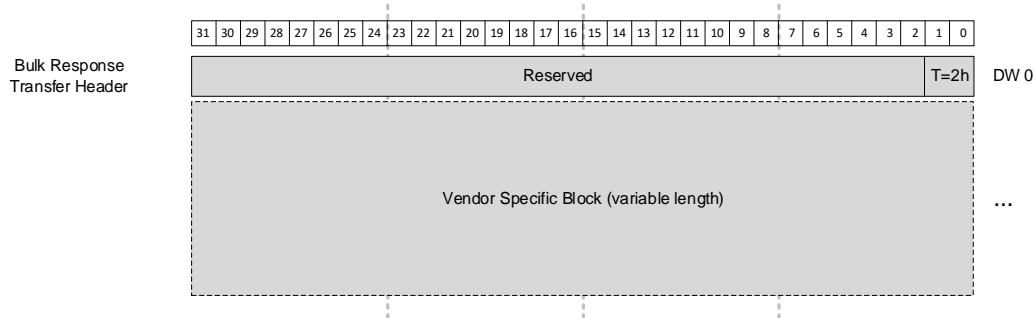 31 30 29 28 27 26 25 24 23 22 21 20 19 18 17 16 15 14 13 12 11 10 9 8 7 6 5 4 3 2 1 0
Bulk Response
Transfer Header
Reserved T=2h DW 0
Vendor Specific Block (variable length) ...